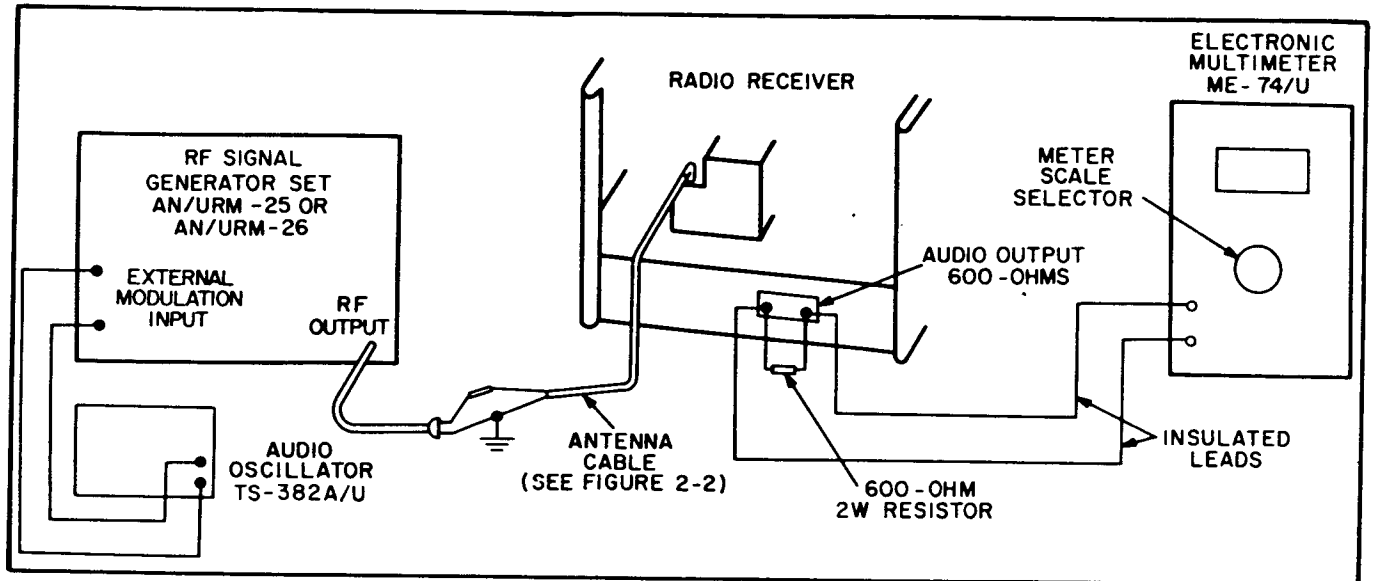 RF SIGNAL
GENERATOR SET
AN/URM -25 OR
AN/URM-26
EXTERNAL
MODULATION
INPUT
RF
OUTPUT
AUDIO
OSCILLATOR
TS-382A/U
RADIO RECEIVER
ANTENNA
CABLE
(SEE FIGURE 2-2)
AUDIO OUTPUT
600-OHMS
600-OHM
2W RESISTOR
METER
SCALE
SELECTOR
ELECTRONIC
MULTIMETER
ME-74/U
INSULATED
LEADS